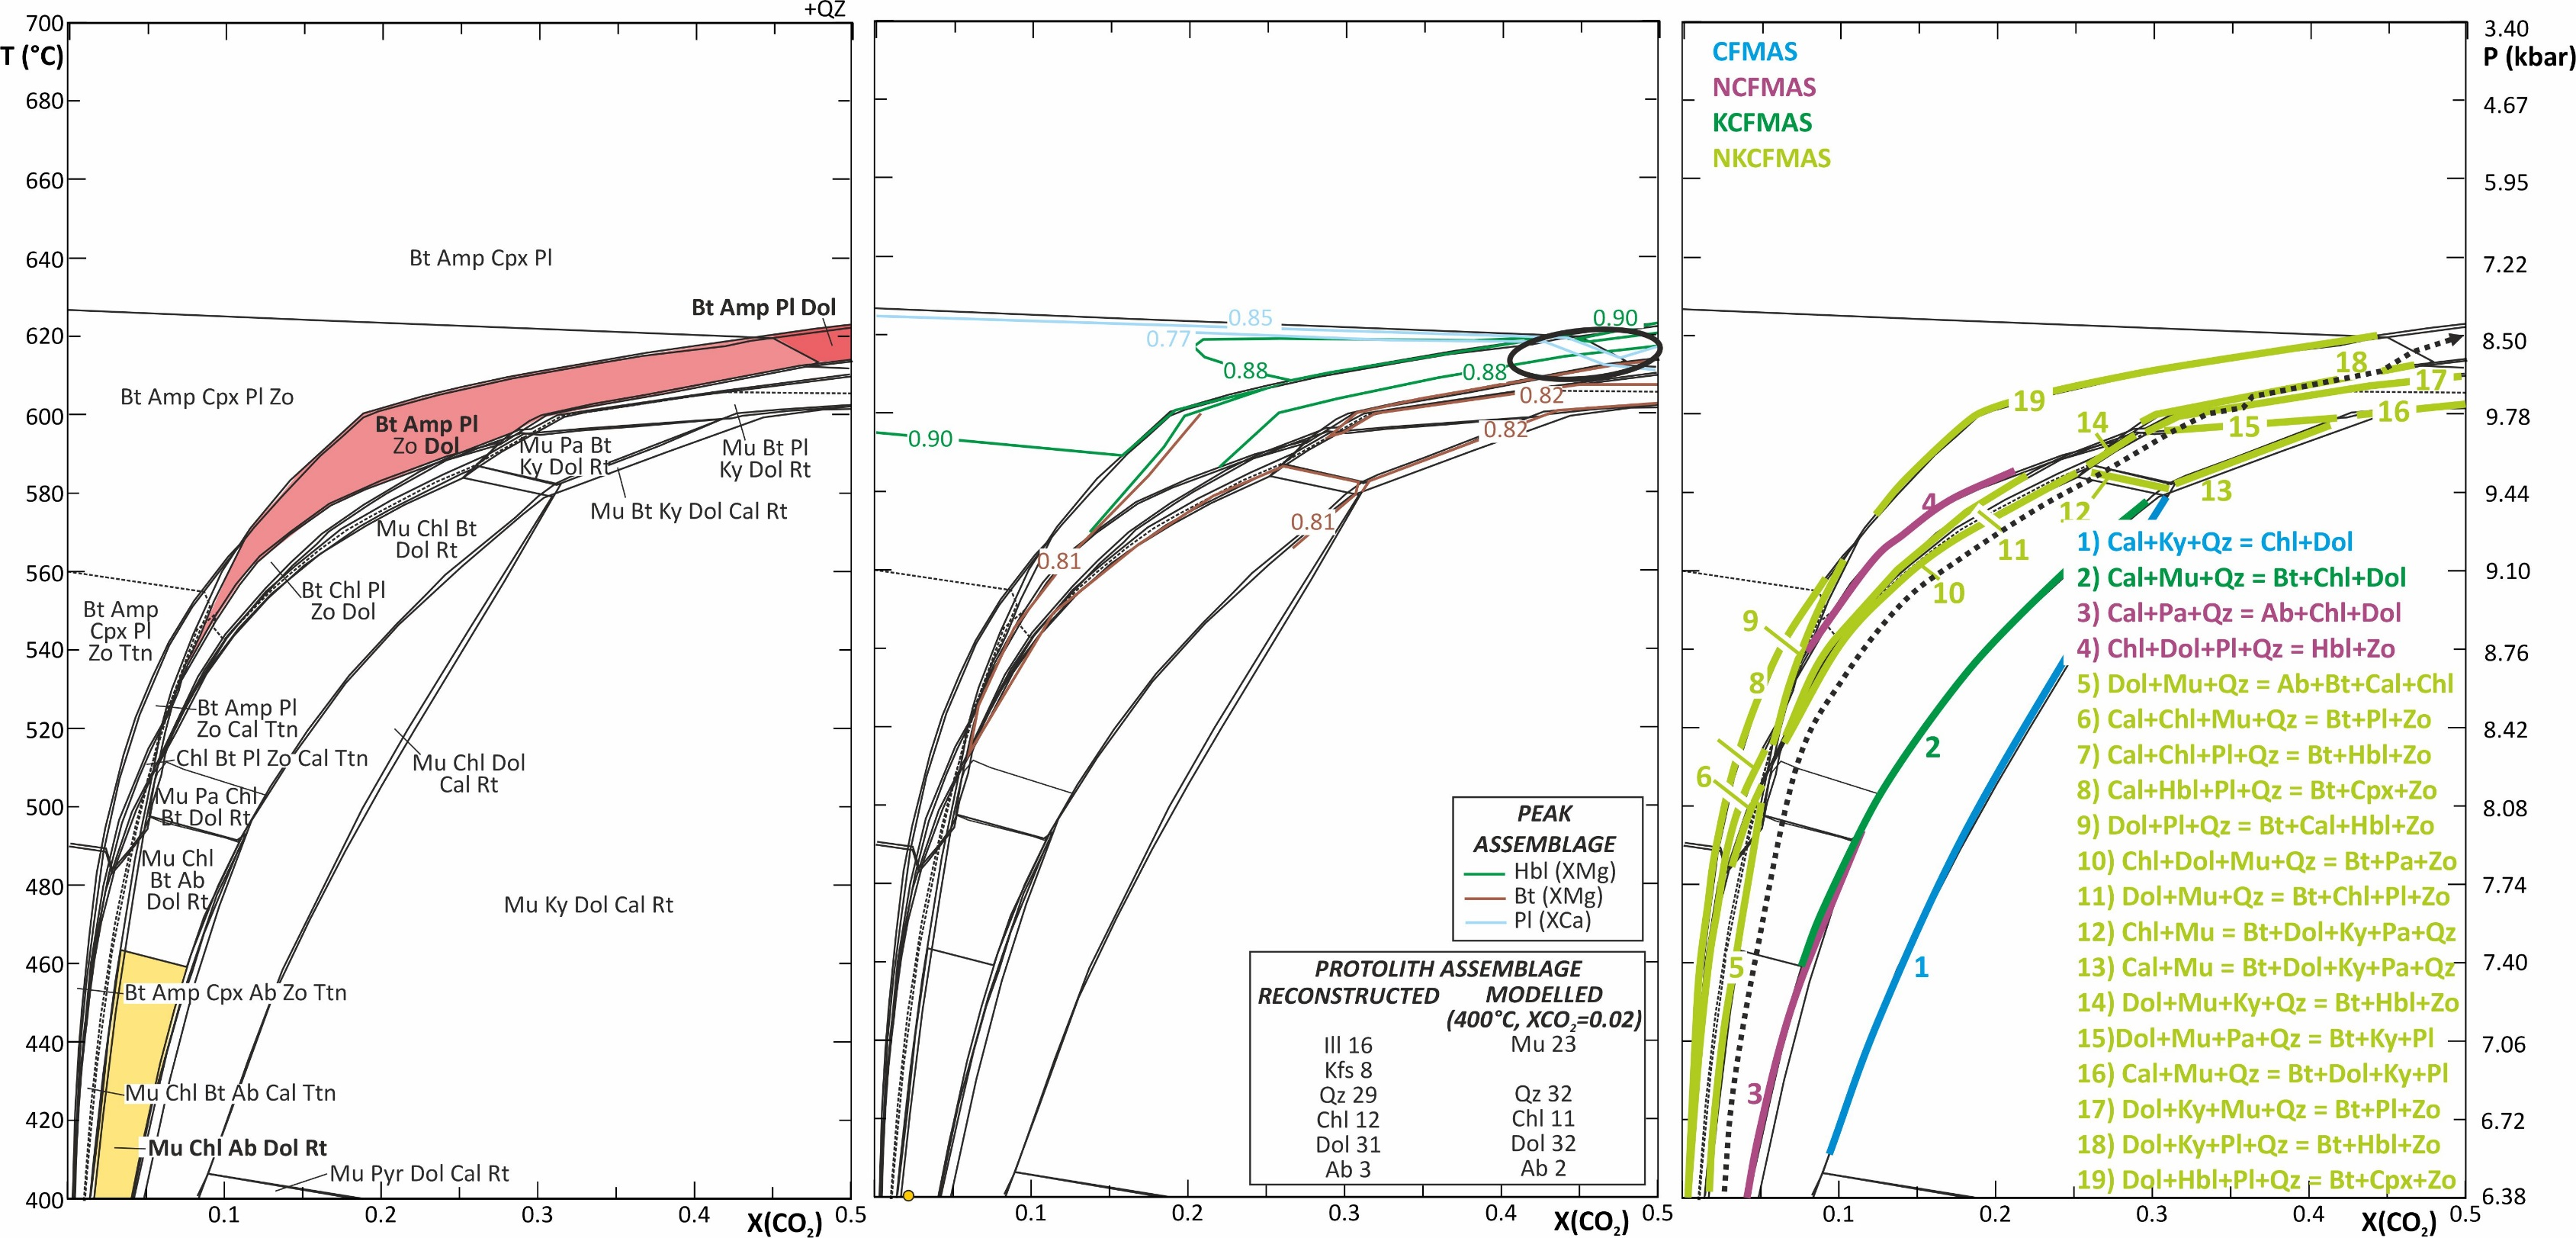 +QZ
700
T (°C)
680
660
640
620
600
580
560
540
520
500
480
460
440
420
400
0.1
0.2
0.3
0.4
X(CO2)
0.5
Bt Amp Cpx Pl
Bt Amp Pl Dol
Bt Amp Cpx Pl Zo
Bt Amp Pl
Zo Dol
Mu Pa Bt
Ky Dol Rt
Mu Bt Pl
Ky Dol Rt
Mu Bt Ky Dol Cal Rt
Mu Chl Bt
Dol Rt
Bt Chl Pl
Zo Dol
Bt Amp
Cpx Pl
Zo Ttn
Bt Amp Pl
Zo Cal Ttn
Chl Bt Pl Zo Cal Ttn
Mu Chl Dol
Cal Rt
Mu Pa Chl
Bt Dol Rt
Mu Chl
Bt Ab
Dol Rt
Mu Ky Dol Cal Rt
Bt Amp Cpx Ab Zo Ttn
Mu Chl Bt Ab Cal Ttn
Mu Chl Ab Dol Rt
Mu Pyr Dol Cal Rt
0.85
0.90
0.77
0.88
0.88
0.82
0.90
0.82
0.81
0.81
PEAK
ASSEMBLAGE
Hbl (XMg)
Bt (XMg)
Pl (XCa)
PROTOLITH ASSEMBLAGE
RECONSTRUCTED MODELLED
(400°C, XCO2=0.02)
Ill 16 Mu 23
Kfs 8
Qz 29 Qz 32
Chl 12 Chl 11
Dol 31 Dol 32
Ab 3 Ab 2
0.1
0.2
0.3
0.4
X(CO2)
0.5
CFMAS
NCFMAS
KCFMAS
NKCFMAS
19
18
17
16
14
15
4
13
12
11
10
9
8
6
2
5
1
3
1) Cal+Ky+Qz = Chl+Dol
2) Cal+Mu+Qz = Bt+Chl+Dol
3) Cal+Pa+Qz = Ab+Chl+Dol
4) Chl+Dol+Pl+Qz = Hbl+Zo
5) Dol+Mu+Qz = Ab+Bt+Cal+Chl
6) Cal+Chl+Mu+Qz = Bt+Pl+Zo
7) Cal+Chl+Pl+Qz = Bt+Hbl+Zo
8) Cal+Hbl+Pl+Qz = Bt+Cpx+Zo
9) Dol+Pl+Qz = Bt+Cal+Hbl+Zo
10) Chl+Dol+Mu+Qz = Bt+Pa+Zo
11) Dol+Mu+Qz = Bt+Chl+Pl+Zo
12) Chl+Mu = Bt+Dol+Ky+Pa+Qz
13) Cal+Mu = Bt+Dol+Ky+Pa+Qz
14) Dol+Mu+Ky+Qz = Bt+Hbl+Zo
15)Dol+Mu+Pa+Qz = Bt+Ky+Pl
16) Cal+Mu+Qz = Bt+Dol+Ky+Pl
17) Dol+Ky+Mu+Qz = Bt+Pl+Zo
18) Dol+Ky+Pl+Qz = Bt+Hbl+Zo
19) Dol+Hbl+Pl+Qz = Bt+Cpx+Zo
0.1
0.2
0.3
0.4
X(CO2)
0.5
3.40
P (kbar)
4.67
5.95
7.22
8.50
9.78
9.44
9.10
8.76
8.42
8.08
7.74
7.40
7.06
6.72
6.38